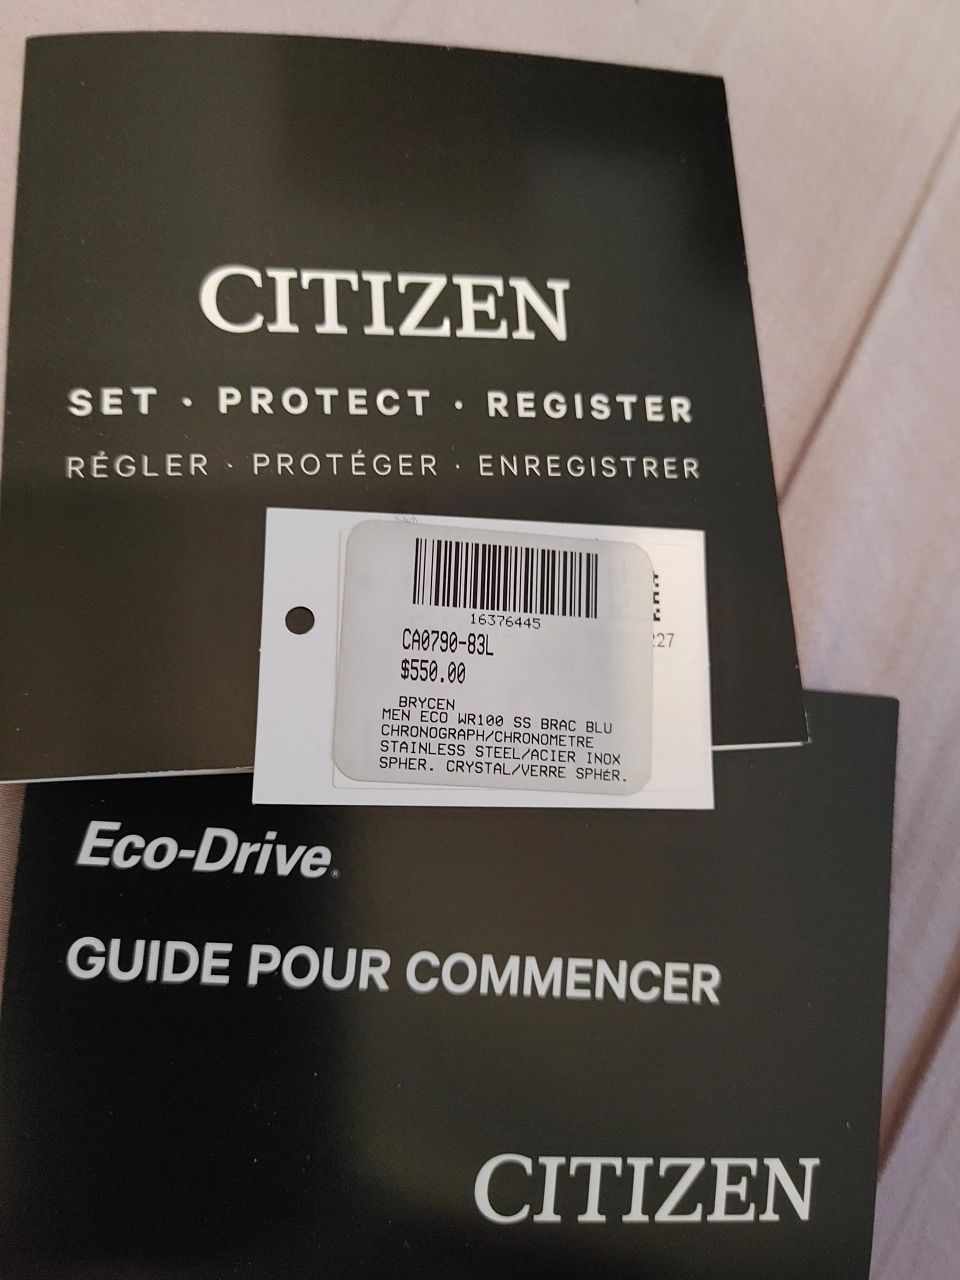 CITIZEN
SET · PROTECT · REGISTER
RÉGLER · PROTÉGER · ENREGISTRER
16376445
CA0790-83L
$550.00
BRYCEN
MEN ECO WR100 SS BRAC BLU
CHRONOGRAPH/CHRONOMETRE
STAINLESS STEEL/ACIER INOX
SPHER. CRYSTAL/VERRE SPHÉR.
Eco-Drive®
GUIDE POUR COMMENCER
CITIZEN